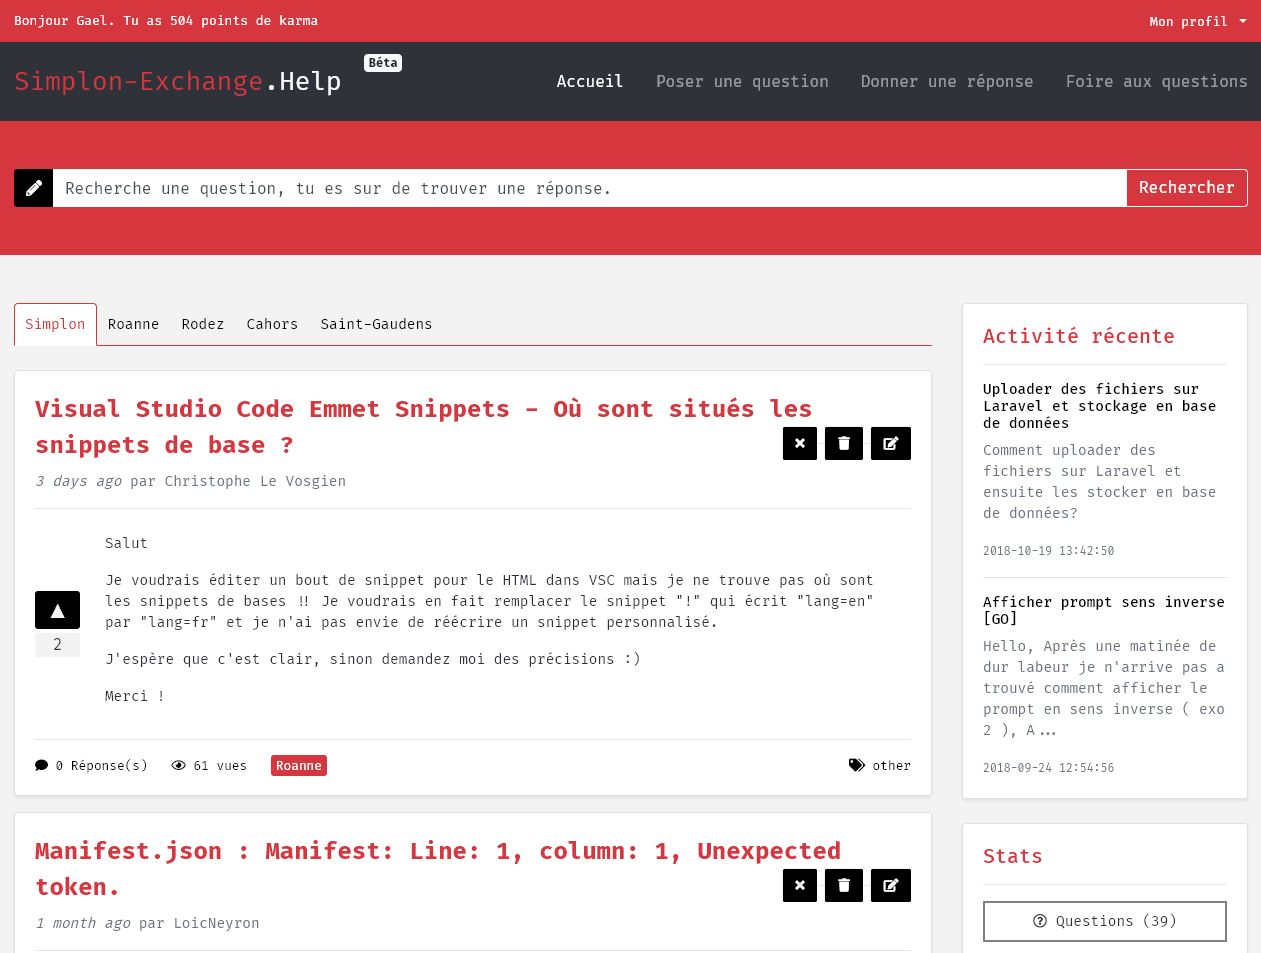 Bonjour Gael. Tu as 504 points de karma
Mon profil
Simplon-Exchange.Help
Béta
Accueil
Poser une question
Donner une réponse
Foire aux questions
Recherche une question, tu es sur de trouver une réponse.
Rechercher
Simplon
Roanne
Rodez
Cahors
Saint-Gaudens
Visual Studio Code Emmet Snippets - Où sont situés les
snippets de base ?
3 days ago par Christophe Le Vosgien
Salut
Je voudrais éditer un bout de snippet pour le HTML dans VSC mais je ne trouve pas où sont
les snippets de bases !! Je voudrais en fait remplacer le snippet "!" qui écrit "lang=en"
par "lang=fr" et je n'ai pas envie de réécrire un snippet personnalisé.
2
J'espère que c'est clair, sinon demandez moi des précisions :)
Merci !
0 Réponse(s)
61 vues
Roanne
other
Manifest.json : Manifest: Line: 1, column: 1, Unexpected
token.
1 month ago par LoicNeyron
Activité récente
Uploader des fichiers sur
Laravel et stockage en base
de données
Comment uploader des
fichiers sur Laravel et
ensuite les stocker en base
de données?
2018-10-19 13:42:50
Afficher prompt sens inverse
[GO]
Hello, Après une matinée de
dur labeur je n'arrive pas a
trouvé comment afficher le
prompt en sens inverse ( exo
2 ), A...
2018-09-24 12:54:56
Stats
Questions (39)